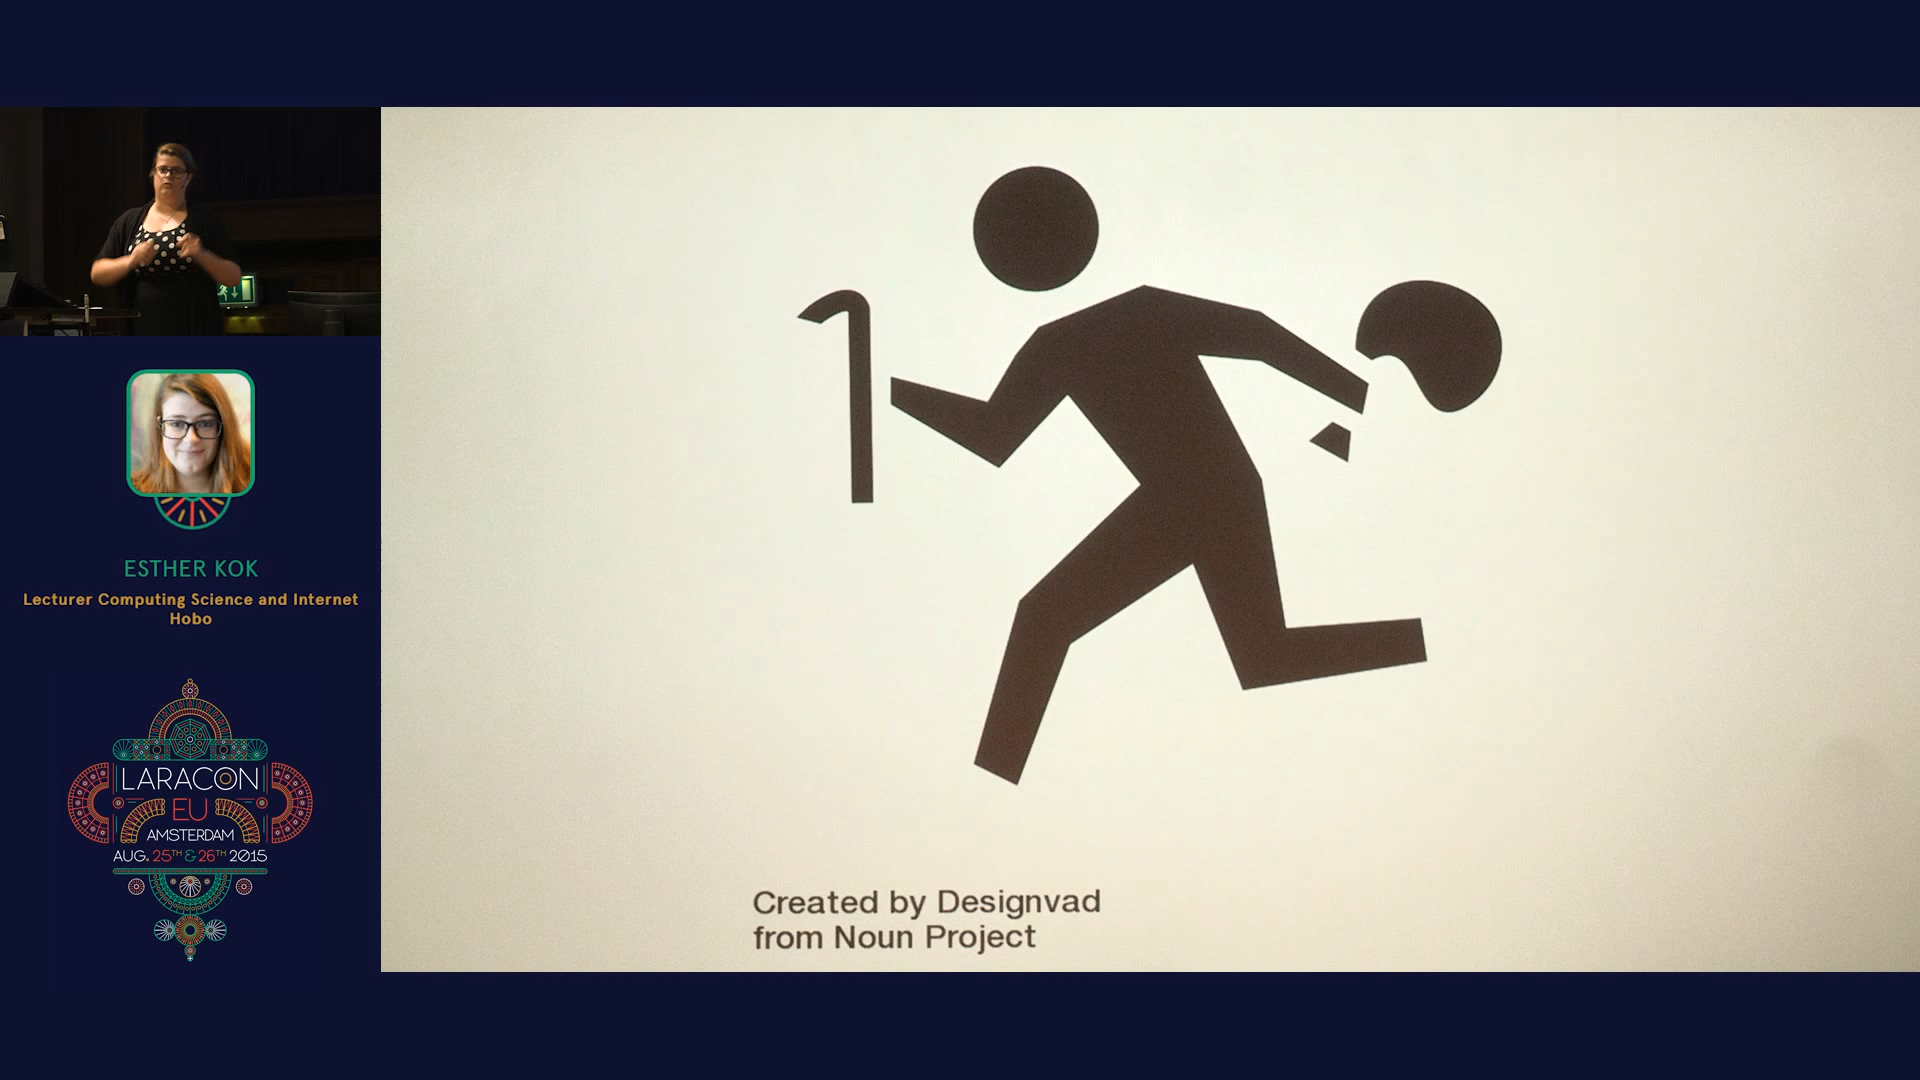 ESTHER KOK
Lecturer Computing Science and Internet
Hobo
LARACON
EU
AMSTERDAM
AUG. 25TH & 26TH 2015
Created by Designvad
from Noun Project